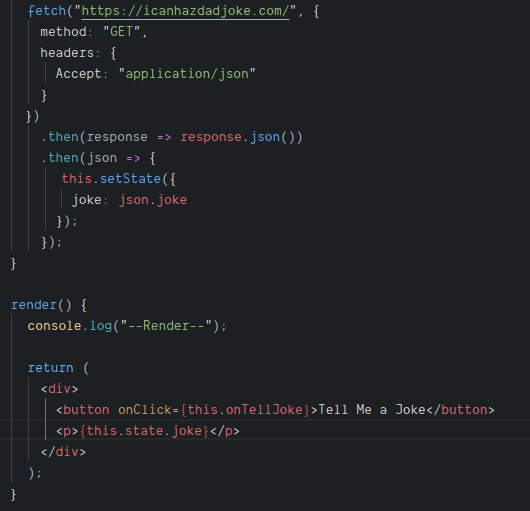 fetch("https://icanhazdadjoke.com/", {
method: "GET",
headers: {
Accept: "application/json"
}
})
.then(response => response.json())
.then(json => {
this.setState({
joke: json.joke
});
});
}
render() {
console.log("--Render--");
return (
<div>
<button onClick={this.onTellJoke}>Tell Me a Joke</button>
<p>{this.state.joke}</p>
</div>
);
}